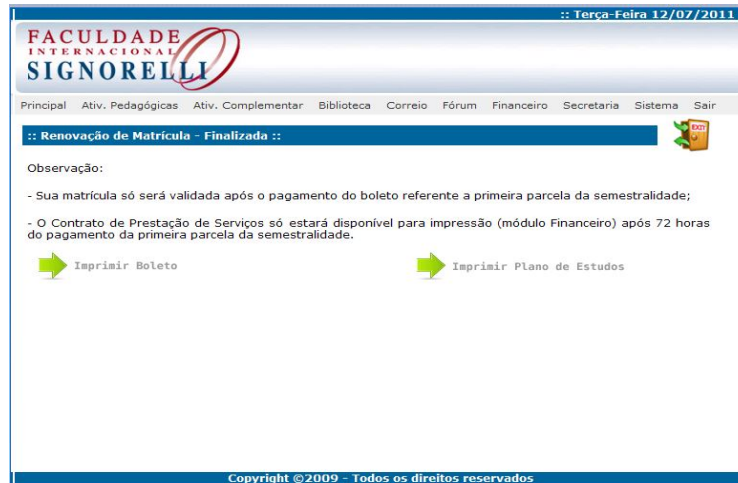 :: Terça-Feira 12/07/2011
FACULDADE
INTERNACIONAL
SIGNORELLI
Principal Ativ. Pedagógicas Ativ. Complementar Biblioteca Correio Fórum Financeiro Secretaria Sistema Sair
:: Renovação de Matrícula - Finalizada ::
EXIT
Observação:
- Sua matrícula só será validada após o pagamento do boleto referente a primeira parcela da semestralidade;
- O Contrato de Prestação de Serviços só estará disponível para impressão (módulo Financeiro) após 72 horas
do pagamento da primeira parcela da semestralidade.
Imprimir Boleto Imprimir Plano de Estudos
Copyright ©2009 - Todos os direitos reservados